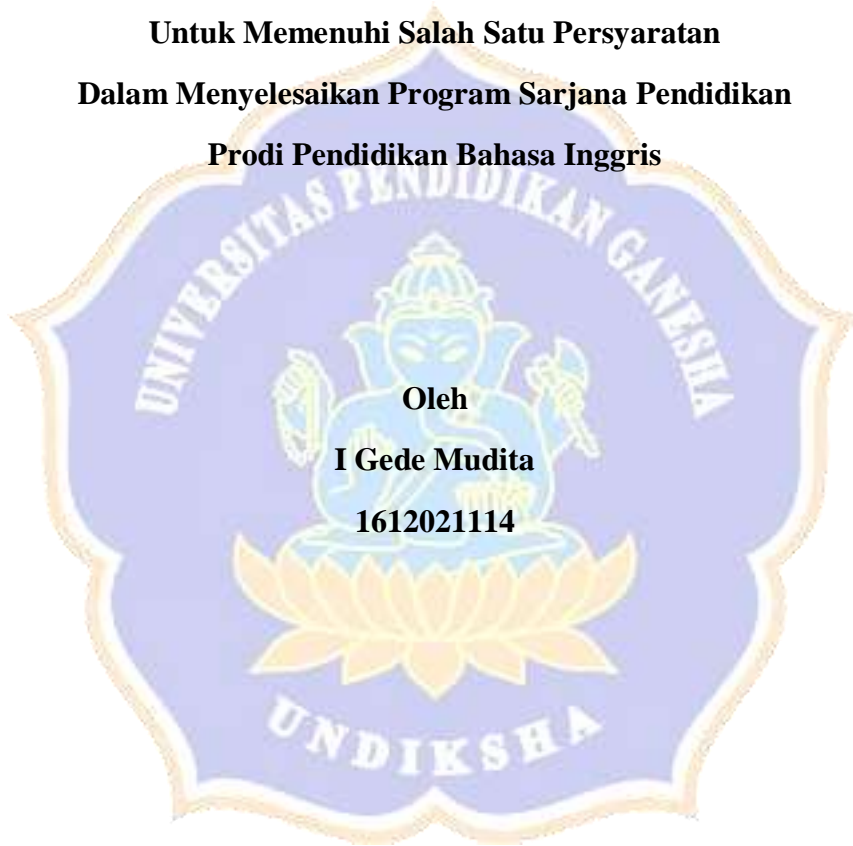 Untuk Memenuhi Salah Satu Persyaratan
Dalam Menyelesaikan Program Sarjana Pendidikan
Prodi Pendidikan Bahasa Inggris
UNIVERSITAS PENDIDIKAN GANESHA
Oleh
I Gede Mudita
1612021114
UNDIKSHA